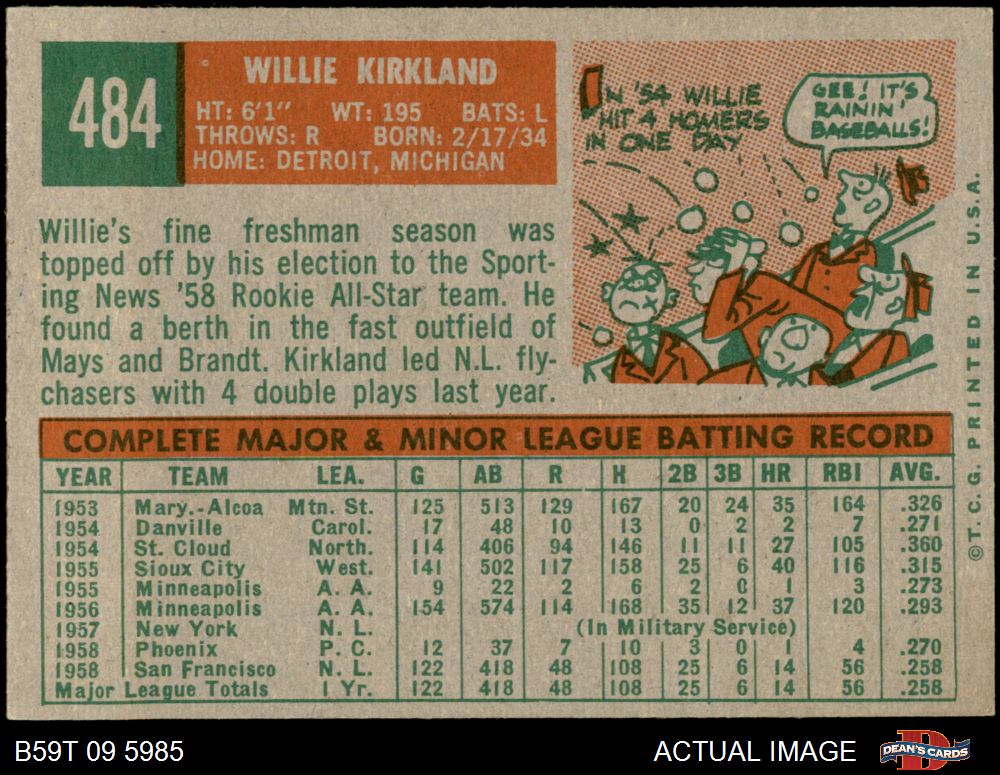 484
WILLIE KIRKLAND
HT: 6'1" WT: 195 BATS: L
THROWS: R BORN: 2/17/34
HOME: DETROIT, MICHIGAN
IN '54 WILLIE
HIT 4 HOMERS
IN ONE DAY
GEE! IT'S
RAININ'
BASEBALLS!
Willie's fine freshman season was
topped off by his election to the Sport-
ing News '58 Rookie All-Star team. He
found a berth in the fast outfield of
Mays and Brandt. Kirkland led N.L. fly-
chasers with 4 double plays last year.
COMPLETE MAJOR & MINOR LEAGUE BATTING RECORD
YEAR TEAM LEA. G AB R H 2B 3B HR RBI AVG.
1953 Mary.-Alcoa Mtn. St. 125 513 129 167 20 24 35 164 .326
1954 Danville Carol. 17 48 10 13 0 2 2 7 .271
1954 St. Cloud North. 114 406 94 146 11 11 27 105 .360
1955 Sioux City West. 141 502 117 158 25 6 40 116 .315
1955 Minneapolis A. A. 9 22 2 6 2 0 1 3 .273
1956 Minneapolis A. A. 154 574 114 168 35 12 37 120 .293
1957 New York N. L. (In Military Service)
1958 Phoenix P. C. 12 37 7 10 3 0 1 4 .270
1958 San Francisco N. L. 122 418 48 108 25 6 14 56 .258
Major League Totals 1 Yr. 122 418 48 108 25 6 14 56 .258
© T. C. G. PRINTED IN U.S.A.
B59T 09 5985
ACTUAL IMAGE
D
DEAN'S CARDS